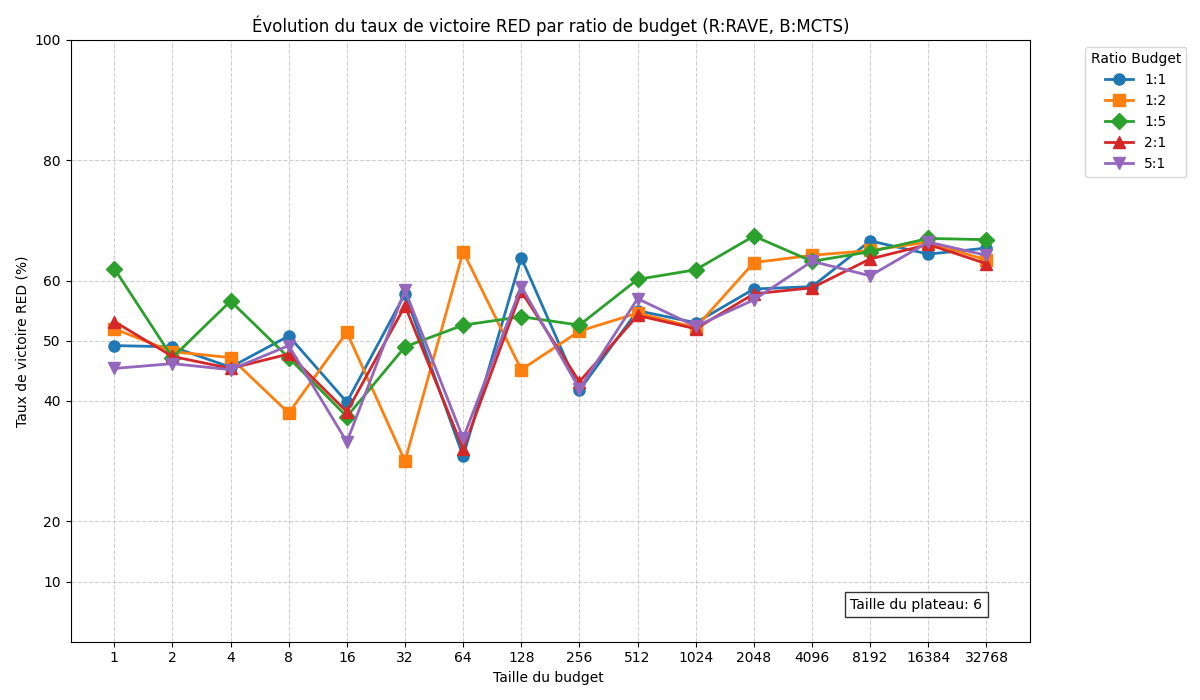 Évolution du taux de victoire RED par ratio de budget (R:RAVE, B:MCTS)
Taux de victoire RED (%)
100
80
60
50
40
20
10
1 2 4 8 16 32 64 128 256 512 1024 2048 4096 8192 16384 32768
Taille du budget
Taille du plateau: 6
Ratio Budget
1:1
1:2
1:5
2:1
5:1